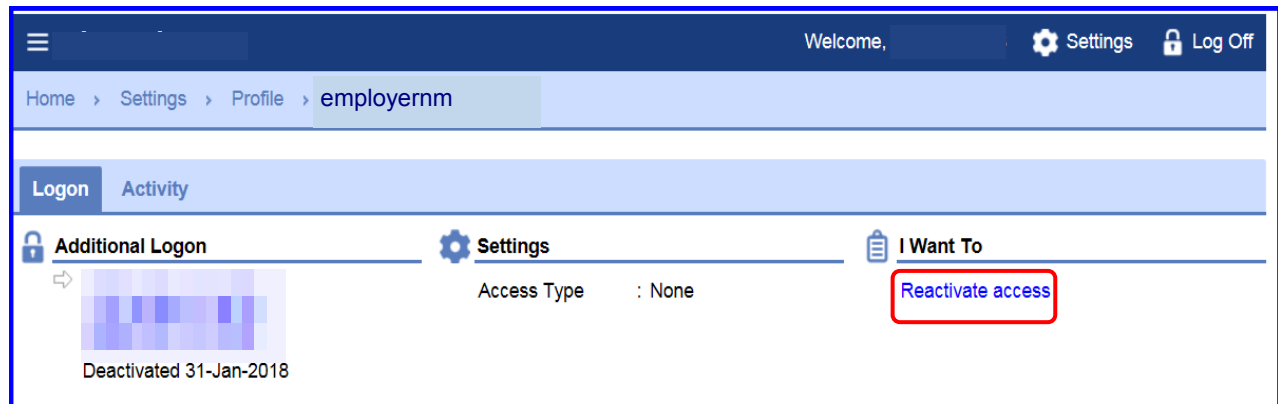 Welcome, Settings Log Off
Home › Settings › Profile › employernm
Logon Activity
Additional Logon Settings I Want To
Access Type : None Reactivate access
Deactivated 31-Jan-2018